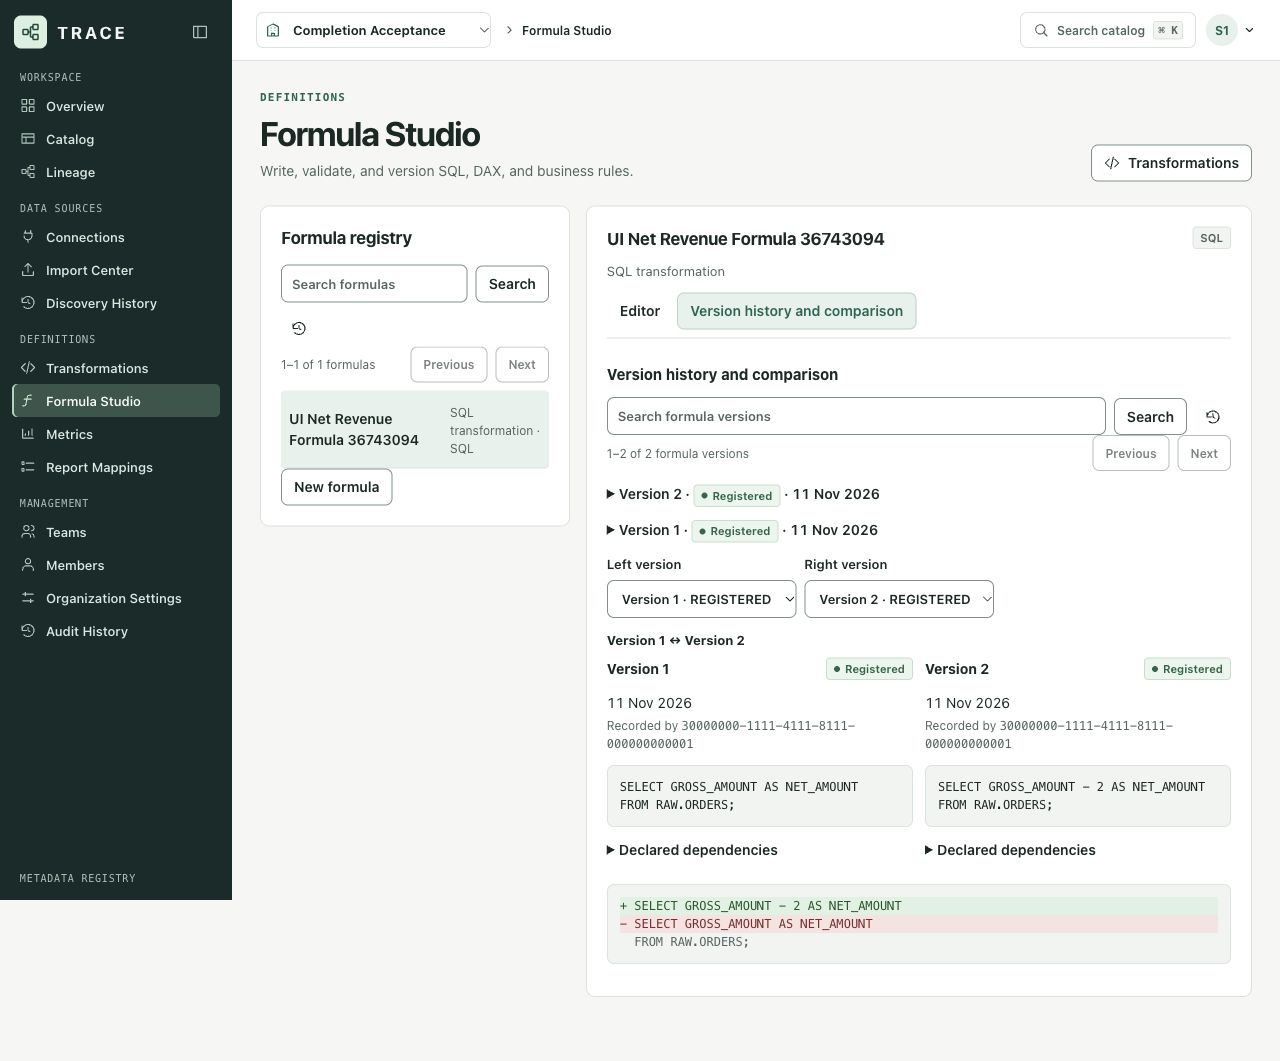 TRACE
WORKSPACE
Overview
Catalog
Lineage
DATA SOURCES
Connections
Import Center
Discovery History
DEFINITIONS
Transformations
Formula Studio
Metrics
Report Mappings
MANAGEMENT
Teams
Members
Organization Settings
Audit History
METADATA REGISTRY
Completion Acceptance
Formula Studio
Search catalog ⌘ K
S1
DEFINITIONS
Formula Studio
Write, validate, and version SQL, DAX, and business rules.
Transformations
Formula registry
Search formulas
Search
1–1 of 1 formulas
Previous
Next
UI Net Revenue
Formula 36743094
SQL
transformation ·
SQL
New formula
UI Net Revenue Formula 36743094
SQL
SQL transformation
Editor
Version history and comparison
Version history and comparison
Search formula versions
Search
1–2 of 2 formula versions
Previous
Next
Version 2 · Registered · 11 Nov 2026
Version 1 · Registered · 11 Nov 2026
Left version
Right version
Version 1 · REGISTERED
Version 2 · REGISTERED
Version 1 ↔ Version 2
Version 1
Registered
11 Nov 2026
Recorded by 30000000-1111-4111-8111-
000000000001
SELECT GROSS_AMOUNT AS NET_AMOUNT
FROM RAW.ORDERS;
Declared dependencies
Version 2
Registered
11 Nov 2026
Recorded by 30000000-1111-4111-8111-
000000000001
SELECT GROSS_AMOUNT - 2 AS NET_AMOUNT
FROM RAW.ORDERS;
Declared dependencies
+ SELECT GROSS_AMOUNT - 2 AS NET_AMOUNT
- SELECT GROSS_AMOUNT AS NET_AMOUNT
FROM RAW.ORDERS;